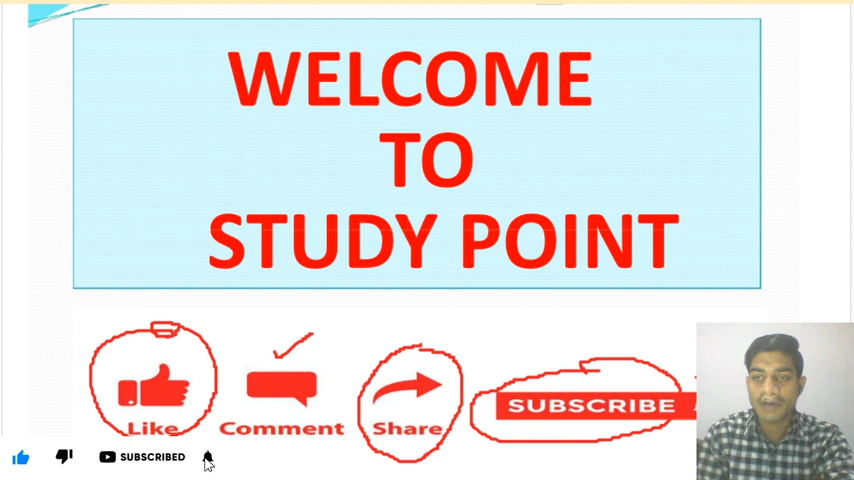 WELCOME
TO
STUDY POINT
Like
Comment
Share
SUBSCRIBE
SUBSCRIBED